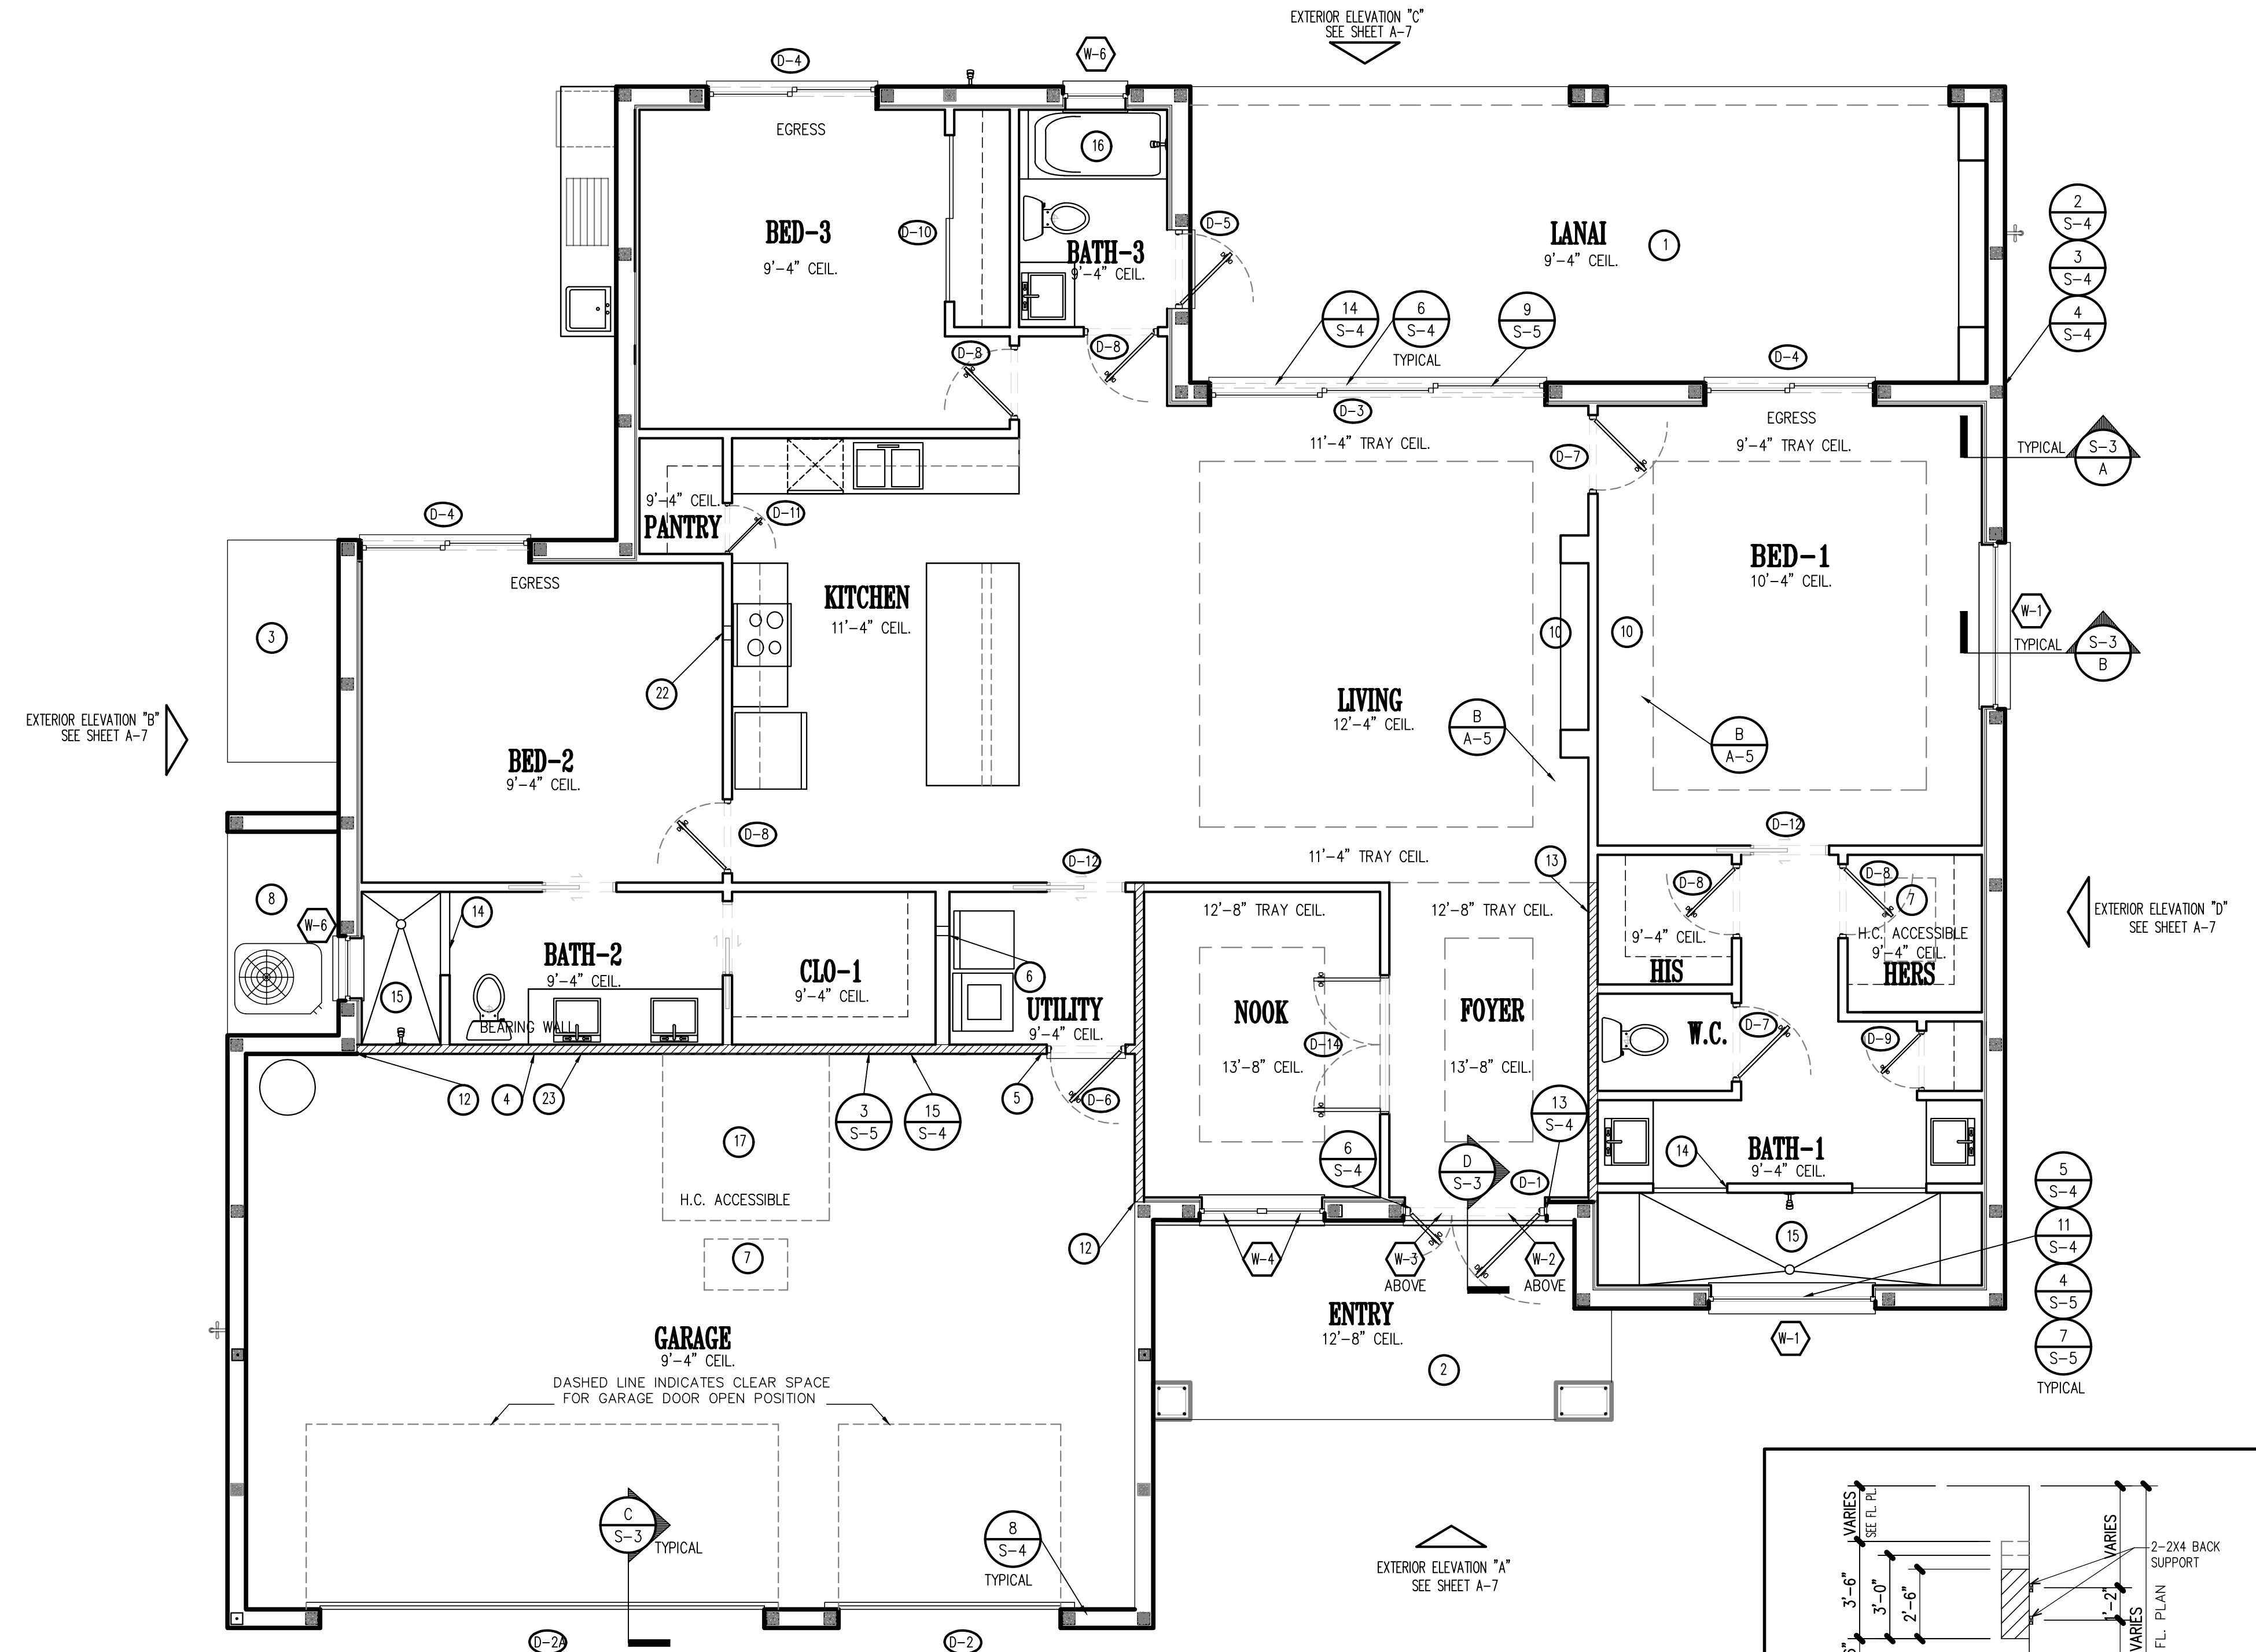 EXTERIOR ELEVATION "C"
SEE SHEET A-7
D-4
W-6
EGRESS
16
BED-3
9'-4" CEIL.
D-10
BATH-3
9'-4" CEIL.
D-5
LANAI
9'-4" CEIL.
1
2
S-4
3
S-4
4
S-4
14
S-4
6
S-4
TYPICAL
9
S-5
D-8
D-8
D-4
D-3
EGRESS
11'-4" TRAY CEIL.
9'-4" TRAY CEIL.
D-7
TYPICAL
S-3
A
9'-4" CEIL.
PANTRY
D-11
D-4
EGRESS
BED-1
10'-4" CEIL.
KITCHEN
11'-4" CEIL.
3
10
10
W-1
TYPICAL
S-3
B
22
LIVING
12'-4" CEIL.
EXTERIOR ELEVATION "B"
SEE SHEET A-7
B
A-5
B
A-5
BED-2
9'-4" CEIL.
D-8
D-12
D-12
11'-4" TRAY CEIL.
13
8
W-6
14
D-8
D-8
7
12'-8" TRAY CEIL.
12'-8" TRAY CEIL.
EXTERIOR ELEVATION "D"
SEE SHEET A-7
9'-4" CEIL.
HIS
H.C. ACCESSIBLE
9'-4" CEIL.
HERS
BATH-2
9'-4" CEIL.
CLO-1
9'-4" CEIL.
6
15
UTILITY
9'-4" CEIL.
BEARING WALL
NOOK
FOYER
W.C.
D-7
D-9
D-14
13'-8" CEIL.
13'-8" CEIL.
12
4
23
3
S-5
15
S-4
5
D-6
13
S-4
17
H.C. ACCESSIBLE
6
S-4
D
S-3
D-1
14
BATH-1
9'-4" CEIL.
5
S-4
11
S-4
4
S-5
7
S-5
TYPICAL
7
12
15
W-4
W-3
ABOVE
W-2
ABOVE
ENTRY
12'-8" CEIL.
W-1
2
GARAGE
9'-4" CEIL.
DASHED LINE INDICATES CLEAR SPACE
FOR GARAGE DOOR OPEN POSITION
C
S-3
TYPICAL
8
S-4
TYPICAL
EXTERIOR ELEVATION "A"
SEE SHEET A-7
D-2A
D-2
VARIES
SEE FL. PL.
VARIES
2-2X4 BACK
SUPPORT
3'-6"
3'-0"
2'-6"
1'-2"
VARIES
FL. PLAN